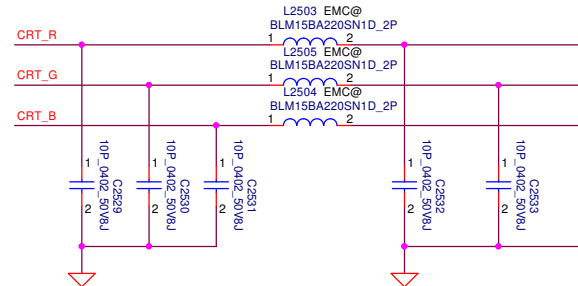 L2503 EMC@
BLM15BA220SN1D_2P
CRT_R
1
2
L2505 EMC@
BLM15BA220SN1D_2P
CRT_G
1
2
L2504 EMC@
BLM15BA220SN1D_2P
CRT_B
1
2
1
2
C2529
10P_0402_50V8J
1
2
C2530
10P_0402_50V8J
1
2
C2531
10P_0402_50V8J
1
2
C2532
10P_0402_50V8J
1
2
C2533
10P_0402_50V8J